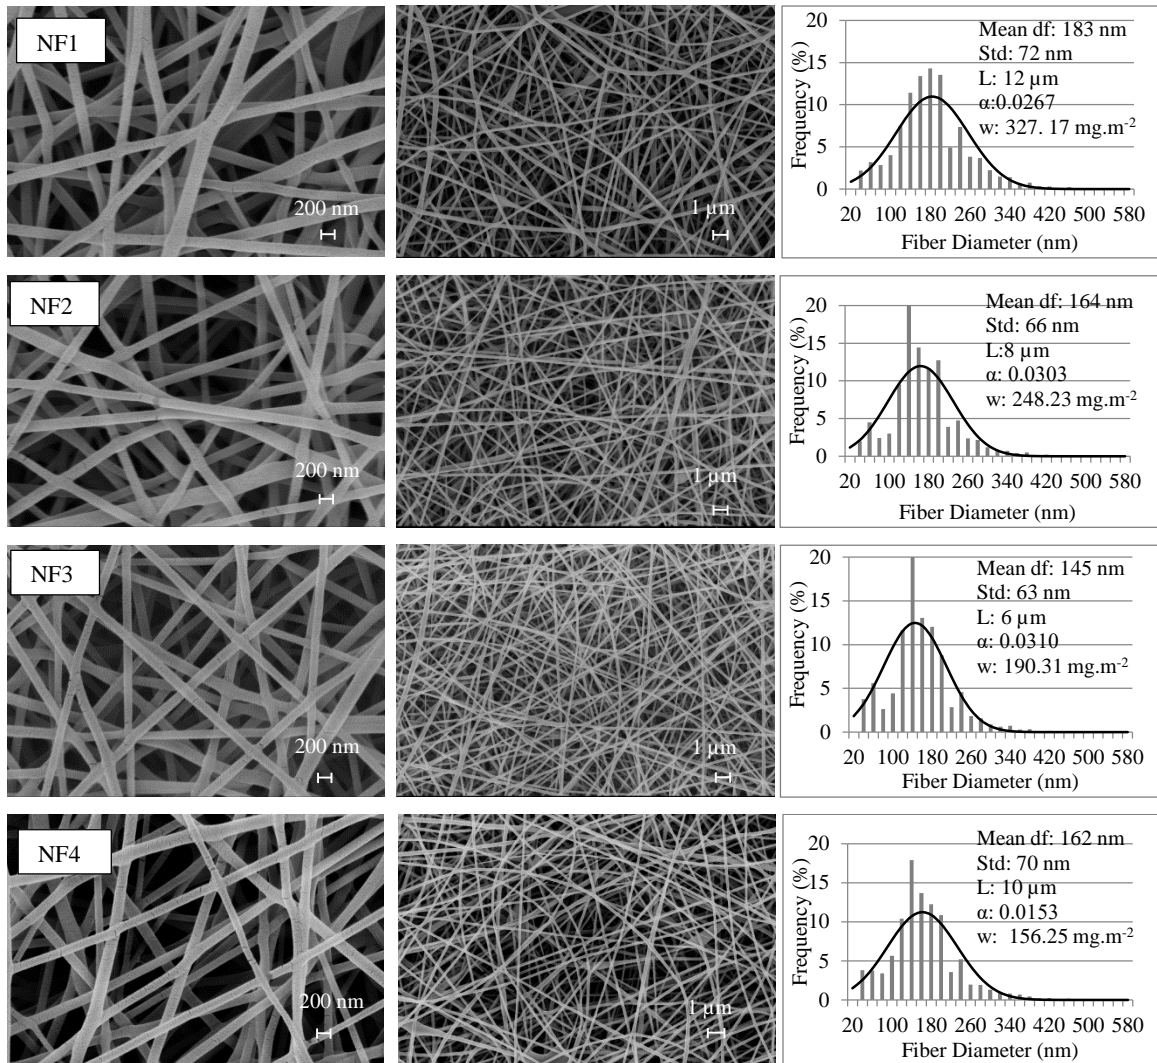 NF1
200 nm
1 µm
Frequency (%)
20
15
10
5
0
Mean df: 183 nm
Std: 72 nm
L: 12 µm
α:0.0267
w: 327. 17 mg.m-2
20 100 180 260 340 420 500 580
Fiber Diameter (nm)
NF2
200 nm
1 µm
Frequency (%)
20
15
10
5
0
Mean df: 164 nm
Std: 66 nm
L:8 µm
α: 0.0303
w: 248.23 mg.m-2
20 100 180 260 340 420 500 580
Fiber Diameter (nm)
NF3
200 nm
1 µm
Frequency (%)
20
15
10
5
0
Mean df: 145 nm
Std: 63 nm
L: 6 µm
α: 0.0310
w: 190.31 mg.m-2
20 100 180 260 340 420 500 580
Fiber Diameter (nm)
NF4
200 nm
1 µm
Frequency (%)
20
15
10
5
0
Mean df: 162 nm
Std: 70 nm
L: 10 µm
α: 0.0153
w: 156.25 mg.m-2
20 100 180 260 340 420 500 580
Fiber Diameter (nm)